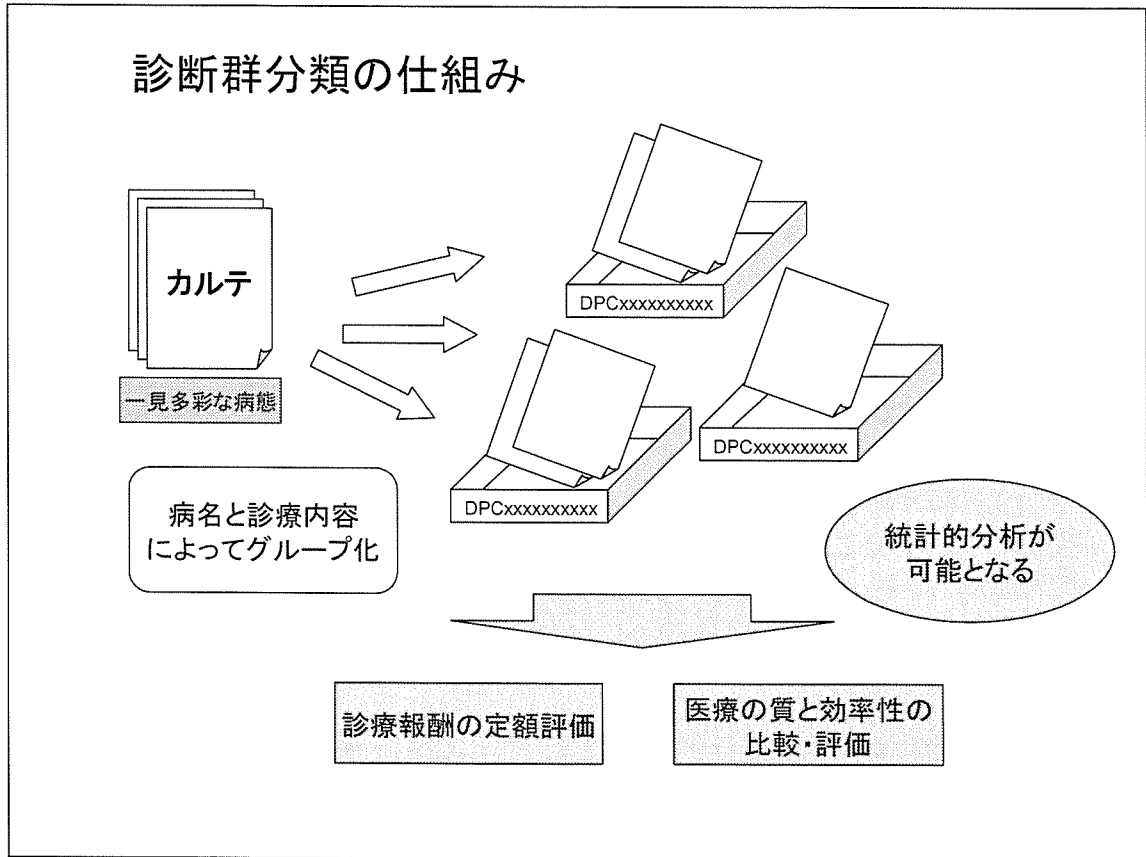 診断群分類の仕組み
カルテ
一見多彩な病態
DPCxxxxxxxxxx
DPCxxxxxxxxxx
DPCxxxxxxxxxx
病名と診療内容
によってグループ化
統計的分析が
可能となる
診療報酬の定額評価
医療の質と効率性の
比較・評価